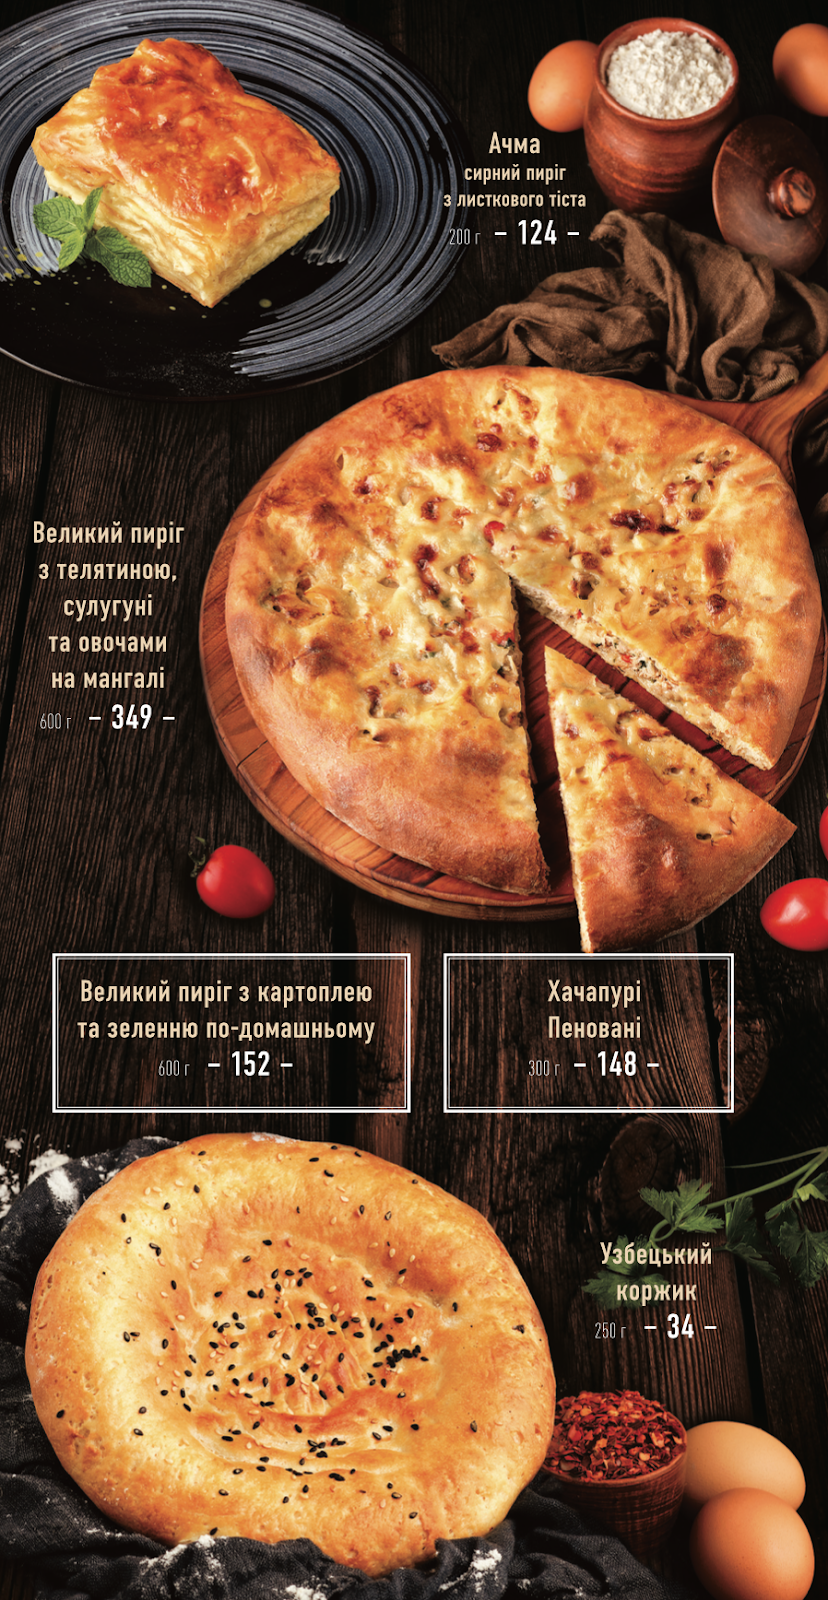 Ачма
сирний пиріг
з листкового тіста
200 г – 124 –
Великий пиріг
з телятиною,
сулугуні
та овочами
на мангалі
600 г – 349 –
Великий пиріг з картоплею
та зеленню по-домашньому
600 г – 152 –
Хачапурі
Пеновані
300 г – 148 –
Узбецький
коржик
250 г – 34 –